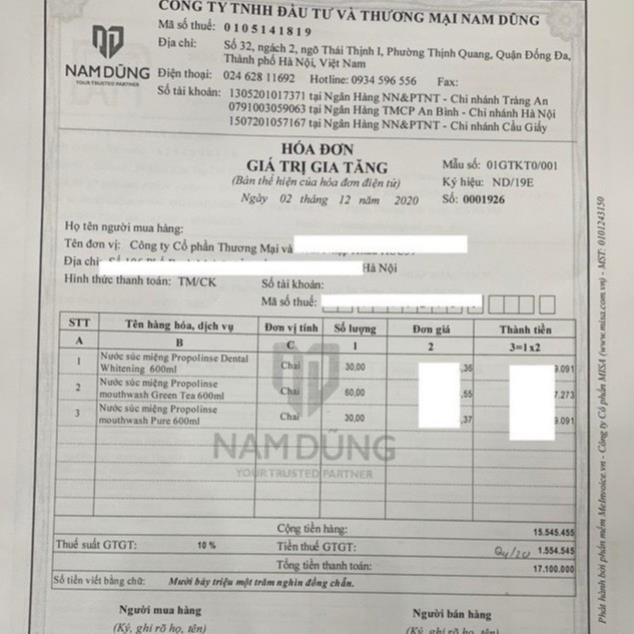 CÔNG TY TNHH ĐẦU TƯ VÀ THƯƠNG MẠI NAM DŨNG
Mã số thuế: 0105141819
Địa chỉ: Số 32, ngách 2, ngõ Thái Thịnh I, Phường Thịnh Quang, Quận Đống Đa,
Thành phố Hà Nội, Việt Nam
NAM DŨNG
YOUR TRUSTED PARTNER
Điện thoại: 024 628 11692 Hotline: 0934 596 556 Fax:
Số tài khoản: 1305201017371 tại Ngân Hàng NN&PTNT - Chi nhánh Tràng An
0791003059063 tại Ngân Hàng TMCP An Bình - Chi nhánh Hà Nội
1507201057167 tại Ngân Hàng NN&PTNT - Chi nhánh Cầu Giấy
HÓA ĐƠN
GIÁ TRỊ GIA TĂNG
(Bản thể hiện của hóa đơn điện tử)
Ngày 02 tháng 12 năm 2020
Mẫu số: 01GTKT0/001
Ký hiệu: ND/19E
Số: 0001926
Họ tên người mua hàng:
Tên đơn vị: Công ty Cổ phần Thương Mại và
Địa chỉ: Hà Nội
Hình thức thanh toán: TM/CK Số tài khoản:
Mã số thuế:
STT Tên hàng hóa, dịch vụ Đơn vị tính Số lượng Đơn giá Thành tiền
A B C 1 2 3=1x2
1 Nước súc miệng Propolinse Dental Whitening 600ml Chai 30,00 ,36 9.091
2 Nước súc miệng Propolinse mouthwash Green Tea 600ml Chai 60,00 ,55 7.273
3 Nước súc miệng Propolinse mouthwash Pure 600ml Chai 30,00 ,37 9.091
NAM DŨNG
YOUR TRUSTED PARTNER
Cộng tiền hàng: 15.545.455
Thuế suất GTGT: 10 % Tiền thuế GTGT: 1.554.545
Tổng tiền thanh toán: 17.100.000
Số tiền viết bằng chữ: Mười bảy triệu một trăm nghìn đồng chẵn.
Người mua hàng Người bán hàng
(Ký, ghi rõ họ, tên) (Ký, ghi rõ họ, tên)
Phát hành bởi phần mềm MeInvoice.vn - Công ty Cổ phần MISA (www.misa.com.vn) - MST: 0101243150